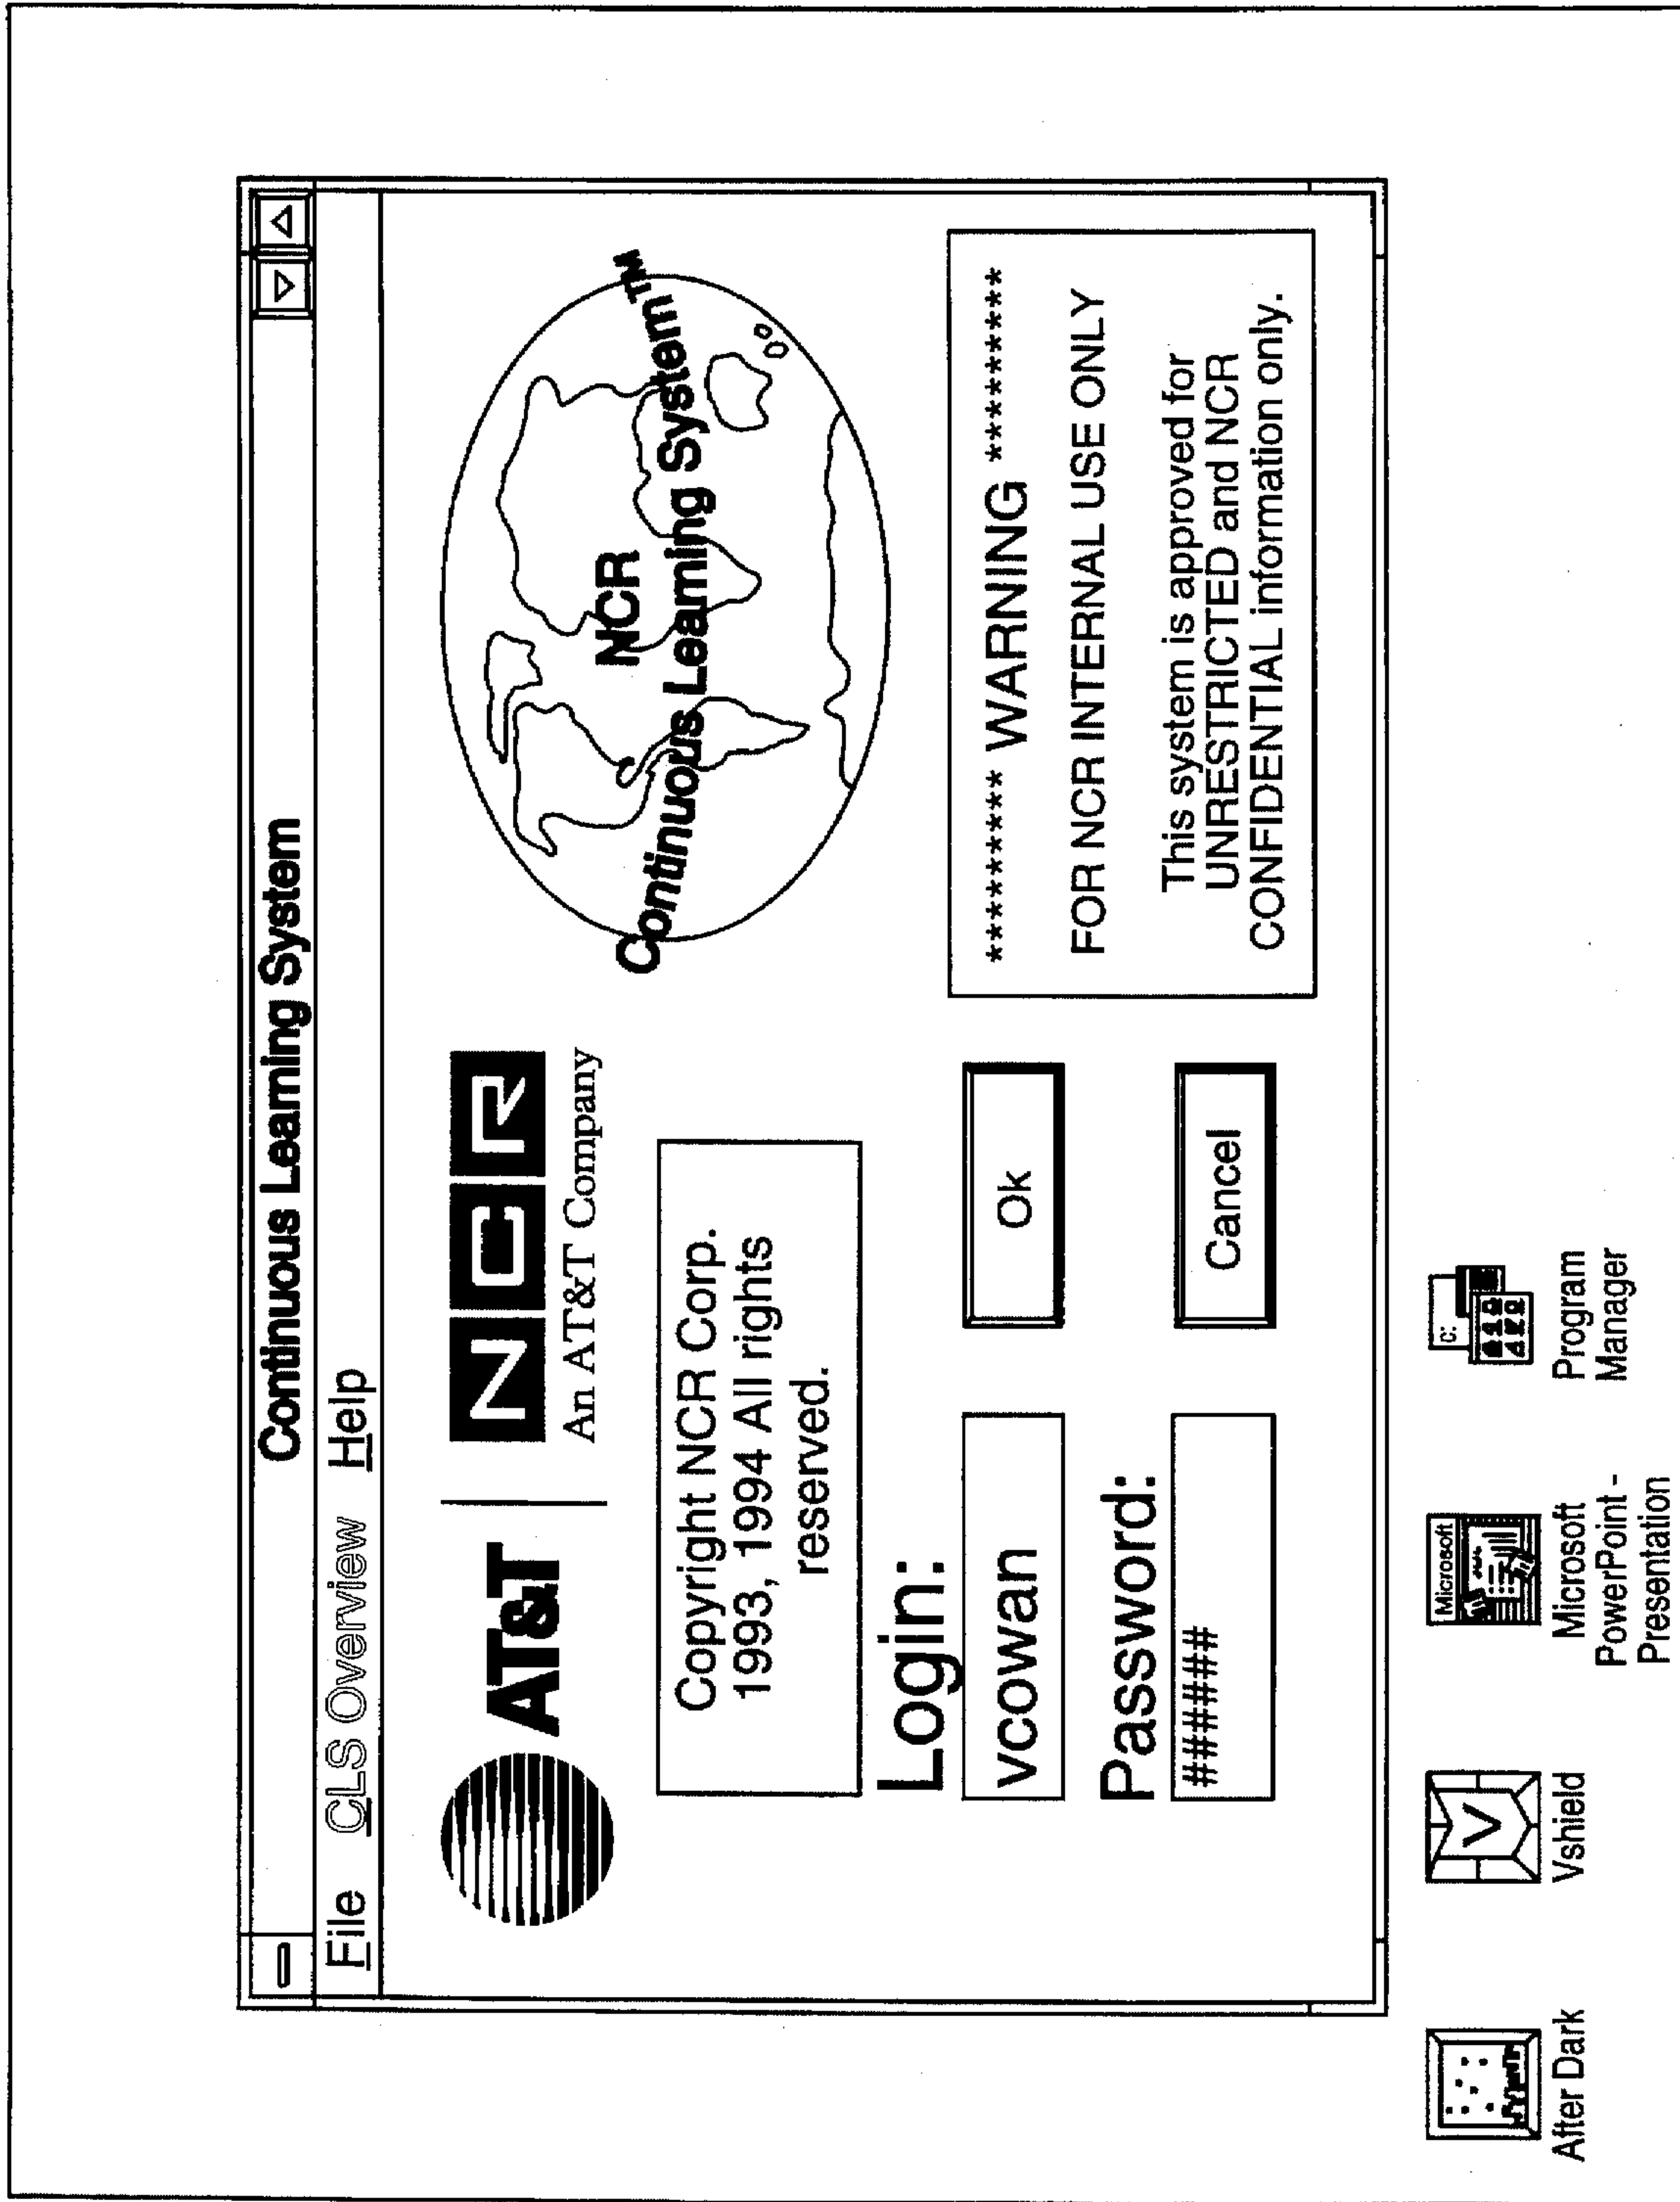 Continuous Learning System
File CLS Overview Help
AT&T
NCR
An AT&T Company
NCR
Continuous Learning System™
Copyright NCR Corp.
1993, 1994 All rights
reserved.
Login:
vcowan
Ok
Password:
#######
Cancel
******** WARNING ********
FOR NCR INTERNAL USE ONLY
This system is approved for
UNRESTRICTED and NCR
CONFIDENTIAL information only.
After Dark
V
Vshield
Microsoft
Microsoft
PowerPoint -
Presentation
c:
Program
Manager